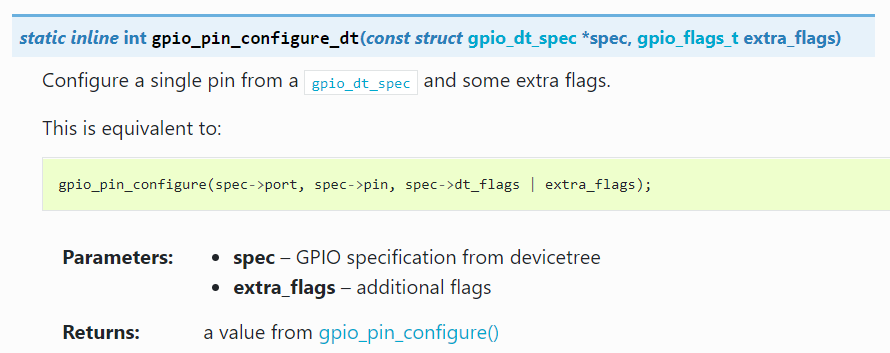 static inline int gpio_pin_configure_dt(const struct gpio_dt_spec *spec, gpio_flags_t extra_flags)
Configure a single pin from a gpio_dt_spec and some extra flags.
This is equivalent to:
gpio_pin_configure(spec->port, spec->pin, spec->dt_flags | extra_flags);
Parameters: • spec – GPIO specification from devicetree
• extra_flags – additional flags
Returns: a value from gpio_pin_configure()